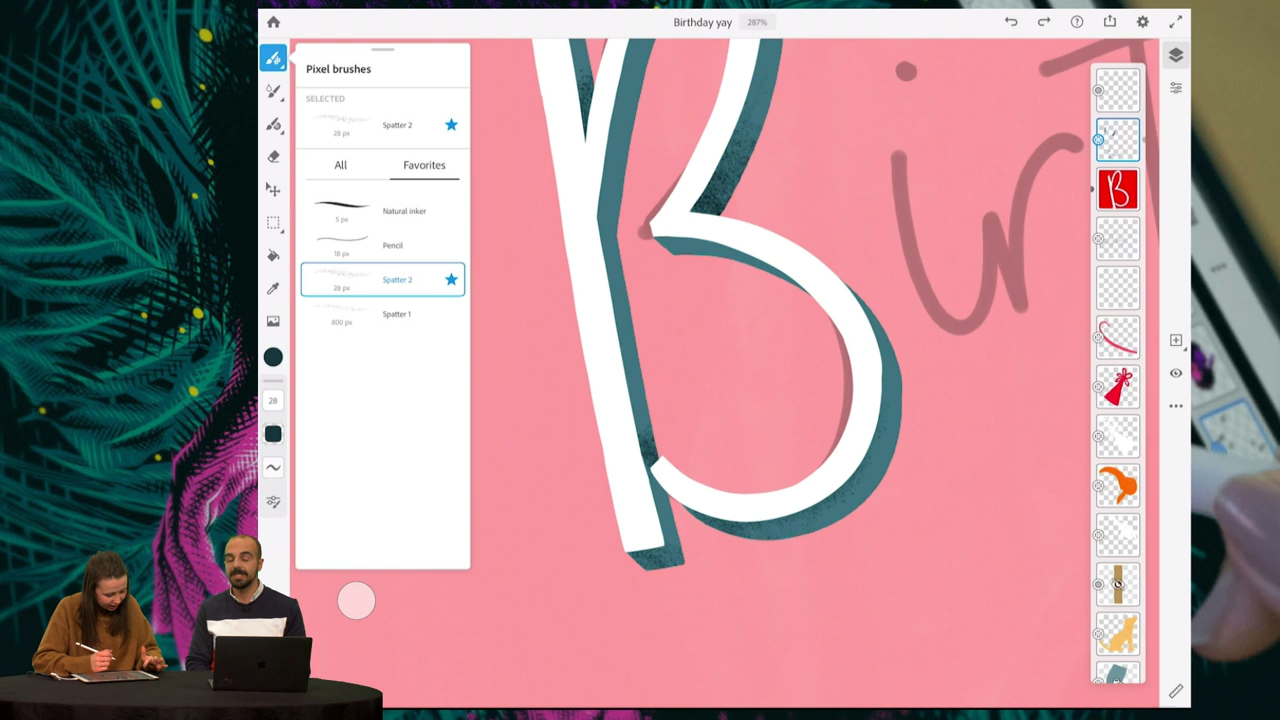 Birthday yay 287%
Pixel brushes
SELECTED
Spatter 2
28 px
All Favorites
Natural inker
5 px
Pencil
18 px
Spatter 2
28 px
Spatter 1
800 px
28
B
Bir
B